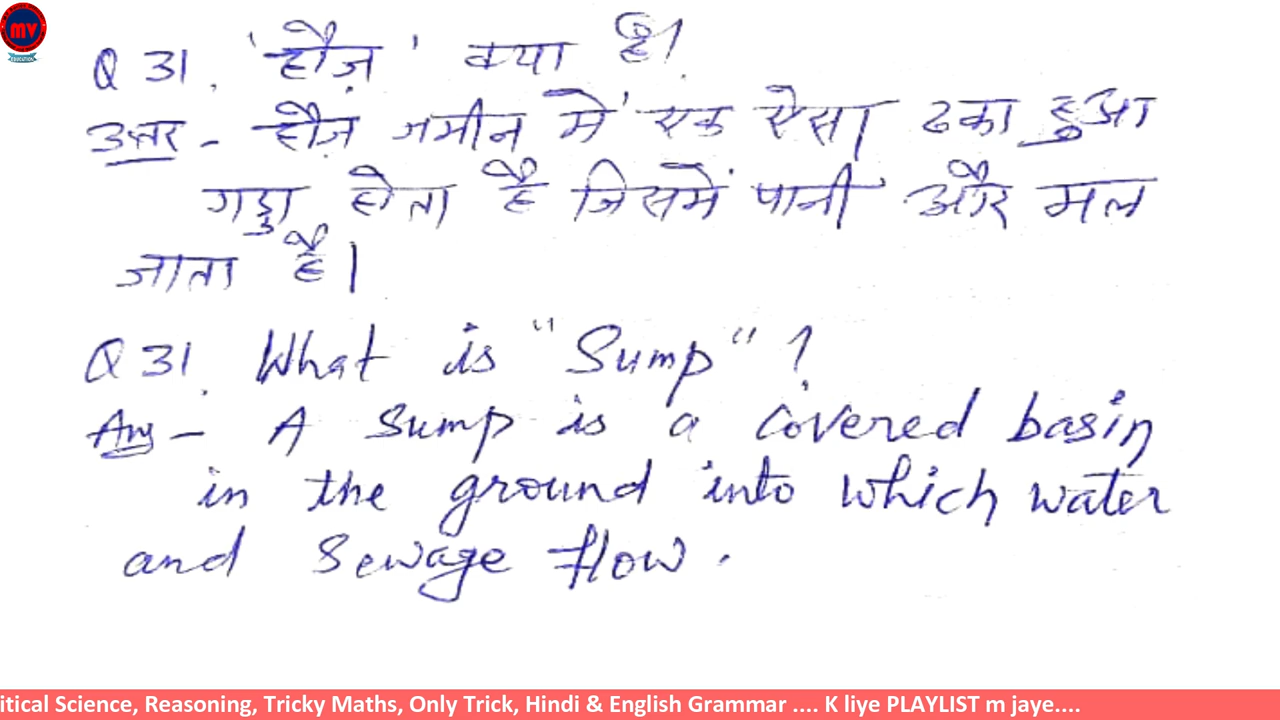 mv
EDUCATION
Q 31. 'हौज़' क्या है।
उत्तर - हौज़ जमीन में एक ऐसा ढका हुआ
गड्डा होता है जिसमें पानी और मल
जाता है।
Q 31. What is "Sump" ?
Ans - A Sump is a covered basin
in the ground into which water
and Sewage flow.
itical Science, Reasoning, Tricky Maths, Only Trick, Hindi & English Grammar .... K liye PLAYLIST m jaye....